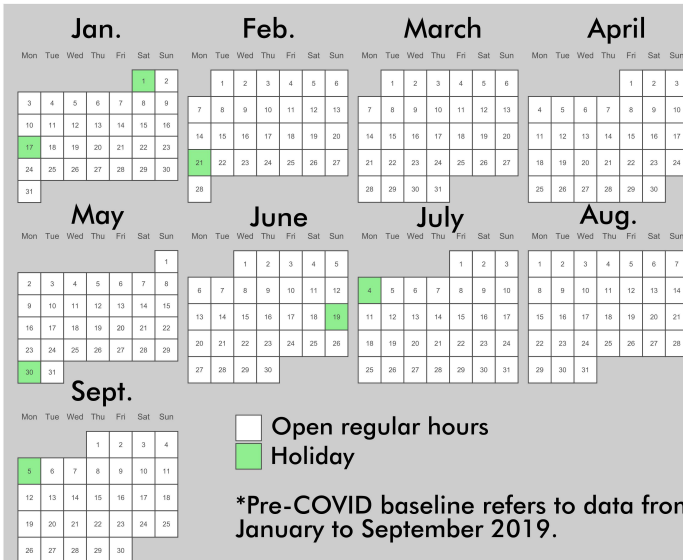 Jan. Feb. March April
Mon Tue Wed Thu Fri Sat Sun Mon Tue Wed Thu Fri Sat Sun Mon Tue Wed Thu Fri Sat Sun Mon Tue Wed Thu Fri Sat Sun
1 2 1 2 3 4 5 6 1 2 3 4 5 6 1 2 3
3 4 5 6 7 8 9 7 8 9 10 11 12 13 7 8 9 10 11 12 13 4 5 6 7 8 9 10
10 11 12 13 14 15 16 14 15 16 17 18 19 20 14 15 16 17 18 19 20 11 12 13 14 15 16 17
17 18 19 20 21 22 23 21 22 23 24 25 26 27 21 22 23 24 25 26 27 18 19 20 21 22 23 24
24 25 26 27 28 29 30 28 28 29 30 31 25 26 27 28 29 30
31
May June July Aug.
Mon Tue Wed Thu Fri Sat Sun Mon Tue Wed Thu Fri Sat Sun Mon Tue Wed Thu Fri Sat Sun Mon Tue Wed Thu Fri Sat Sun
1 1 2 3 4 5 1 2 3 1 2 3 4 5 6 7
2 3 4 5 6 7 8 6 7 8 9 10 11 12 4 5 6 7 8 9 10 8 9 10 11 12 13 14
9 10 11 12 13 14 15 13 14 15 16 17 18 19 11 12 13 14 15 16 17 15 16 17 18 19 20 21
16 17 18 19 20 21 22 20 21 22 23 24 25 26 18 19 20 21 22 23 24 22 23 24 25 26 27 28
23 24 25 26 27 28 29 27 28 29 30 25 26 27 28 29 30 31 29 30 31
30 31
Sept.
Mon Tue Wed Thu Fri Sat Sun
1 2 3 4
5 6 7 8 9 10 11
12 13 14 15 16 17 18
19 20 21 22 23 24 25
26 27 28 29 30
Open regular hours
Holiday
*Pre-COVID baseline refers to data from
January to September 2019.